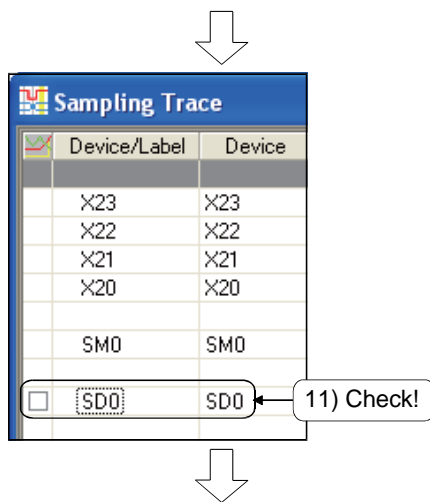 Sampling Trace
Device/Label Device
X23 X23
X22 X22
X21 X21
X20 X20
SM0 SM0
SD0 SD0 11) Check!